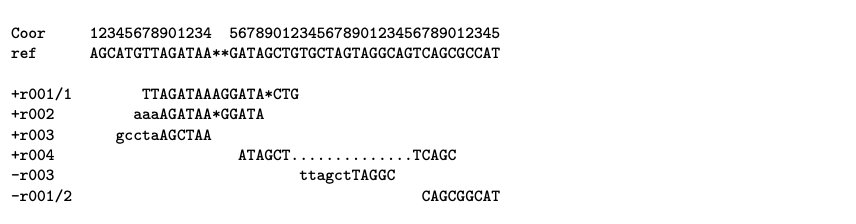 Coor     12345678901234  5678901234567890123456789012345
ref      AGCATGTTAGATAA**GATAGCTGTGCTAGTAGGCAGTCAGCGCCAT
+r001/1        TTAGATAAAGGATA*CTG
+r002         aaaAGATAA*GGATA
+r003       gcctaAGCTAA
+r004                     ATAGCT..............TCAGC
-r003                            ttagctTAGGC
-r001/2                                        CAGCGGCAT